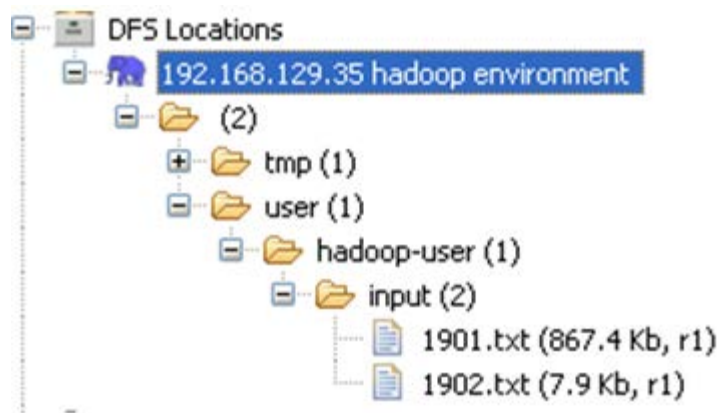 DFS Locations
192.168.129.35 hadoop environment
(2)
tmp (1)
user (1)
hadoop-user (1)
input (2)
1901.txt (867.4 Kb, r1)
1902.txt (7.9 Kb, r1)